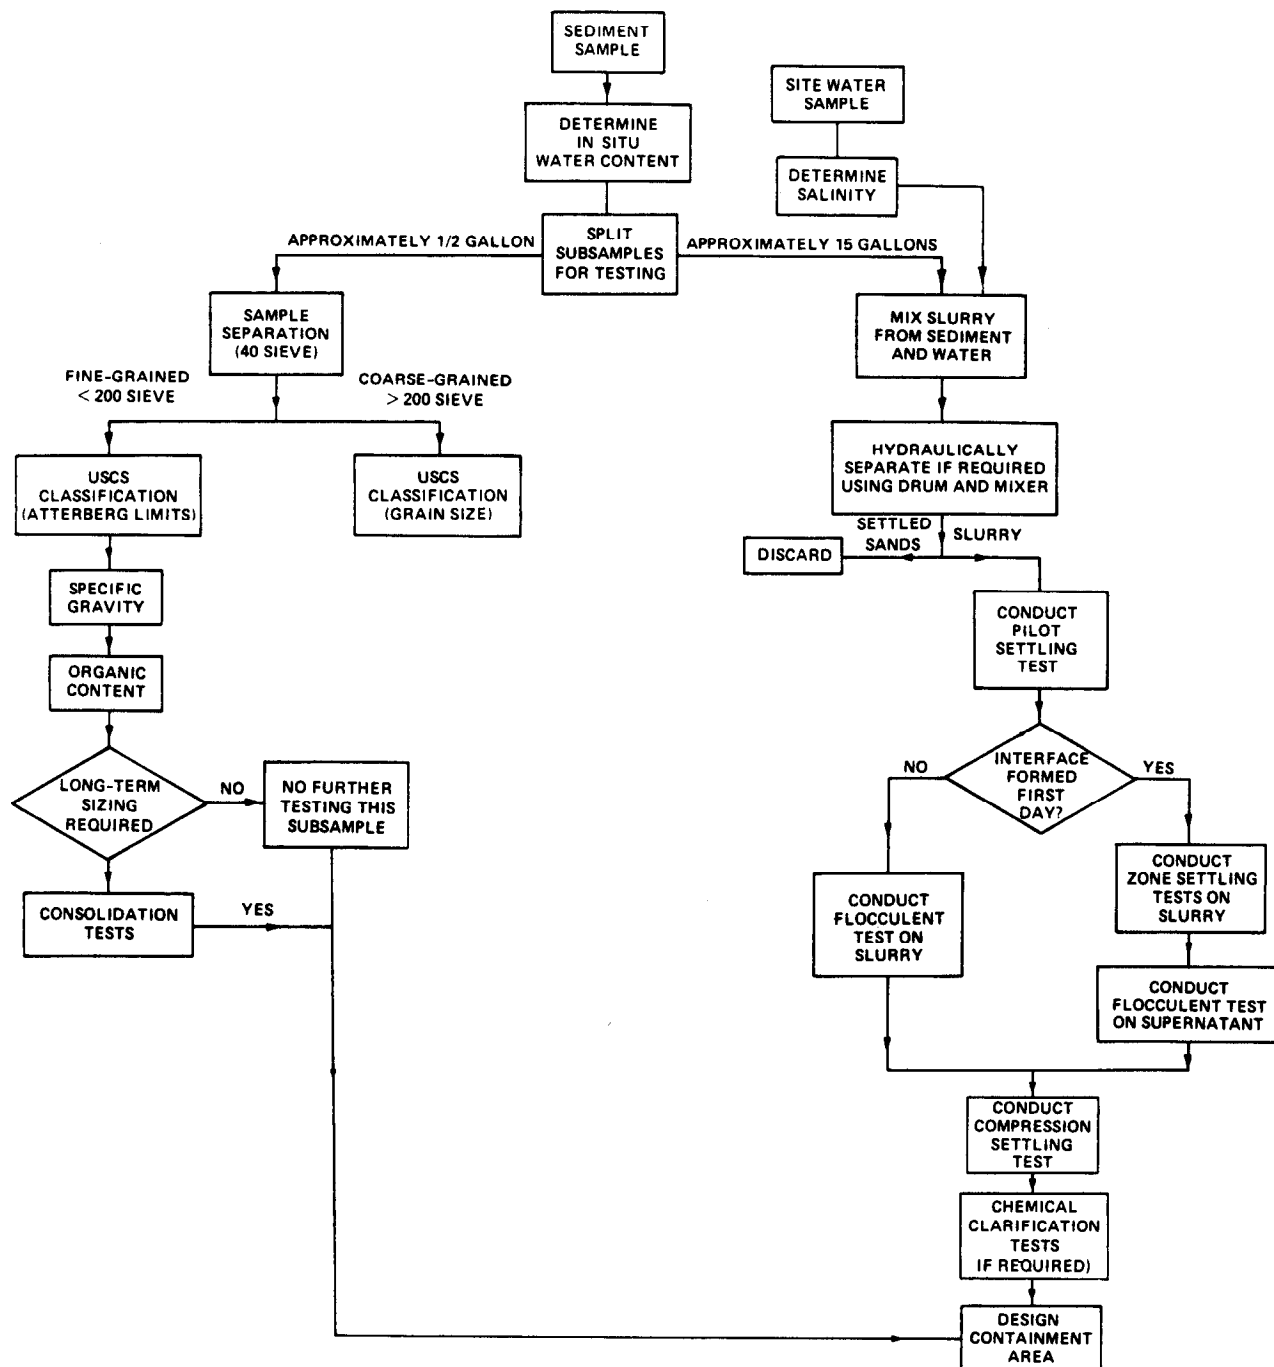 SEDIMENT
SAMPLE
SITE WATER
SAMPLE
DETERMINE
IN SITU
WATER CONTENT
DETERMINE
SALINITY
APPROXIMATELY 1/2 GALLON
SPLIT
SUBSAMPLES
FOR TESTING
APPROXIMATELY 15 GALLONS
SAMPLE
SEPARATION
(40 SIEVE)
MIX SLURRY
FROM SEDIMENT
AND WATER
FINE-GRAINED
< 200 SIEVE
COARSE-GRAINED
> 200 SIEVE
USCS
CLASSIFICATION
(ATTERBERG LIMITS)
USCS
CLASSIFICATION
(GRAIN SIZE)
HYDRAULICALLY
SEPARATE IF REQUIRED
USING DRUM AND MIXER
SETTLED
SANDS
SLURRY
DISCARD
SPECIFIC
GRAVITY
CONDUCT
PILOT
SETTLING
TEST
ORGANIC
CONTENT
LONG-TERM
SIZING
REQUIRED
NO
NO FURTHER
TESTING THIS
SUBSAMPLE
INTERFACE
FORMED
FIRST
DAY?
NO
YES
CONSOLIDATION
TESTS
YES
CONDUCT
FLOCCULENT
TEST ON
SLURRY
CONDUCT
ZONE SETTLING
TESTS ON
SLURRY
CONDUCT
FLOCCULENT TEST
ON SUPERNATANT
CONDUCT
COMPRESSION
SETTLING
TEST
CHEMICAL
CLARIFICATION
TESTS
IF REQUIRED)
DESIGN
CONTAINMENT
AREA